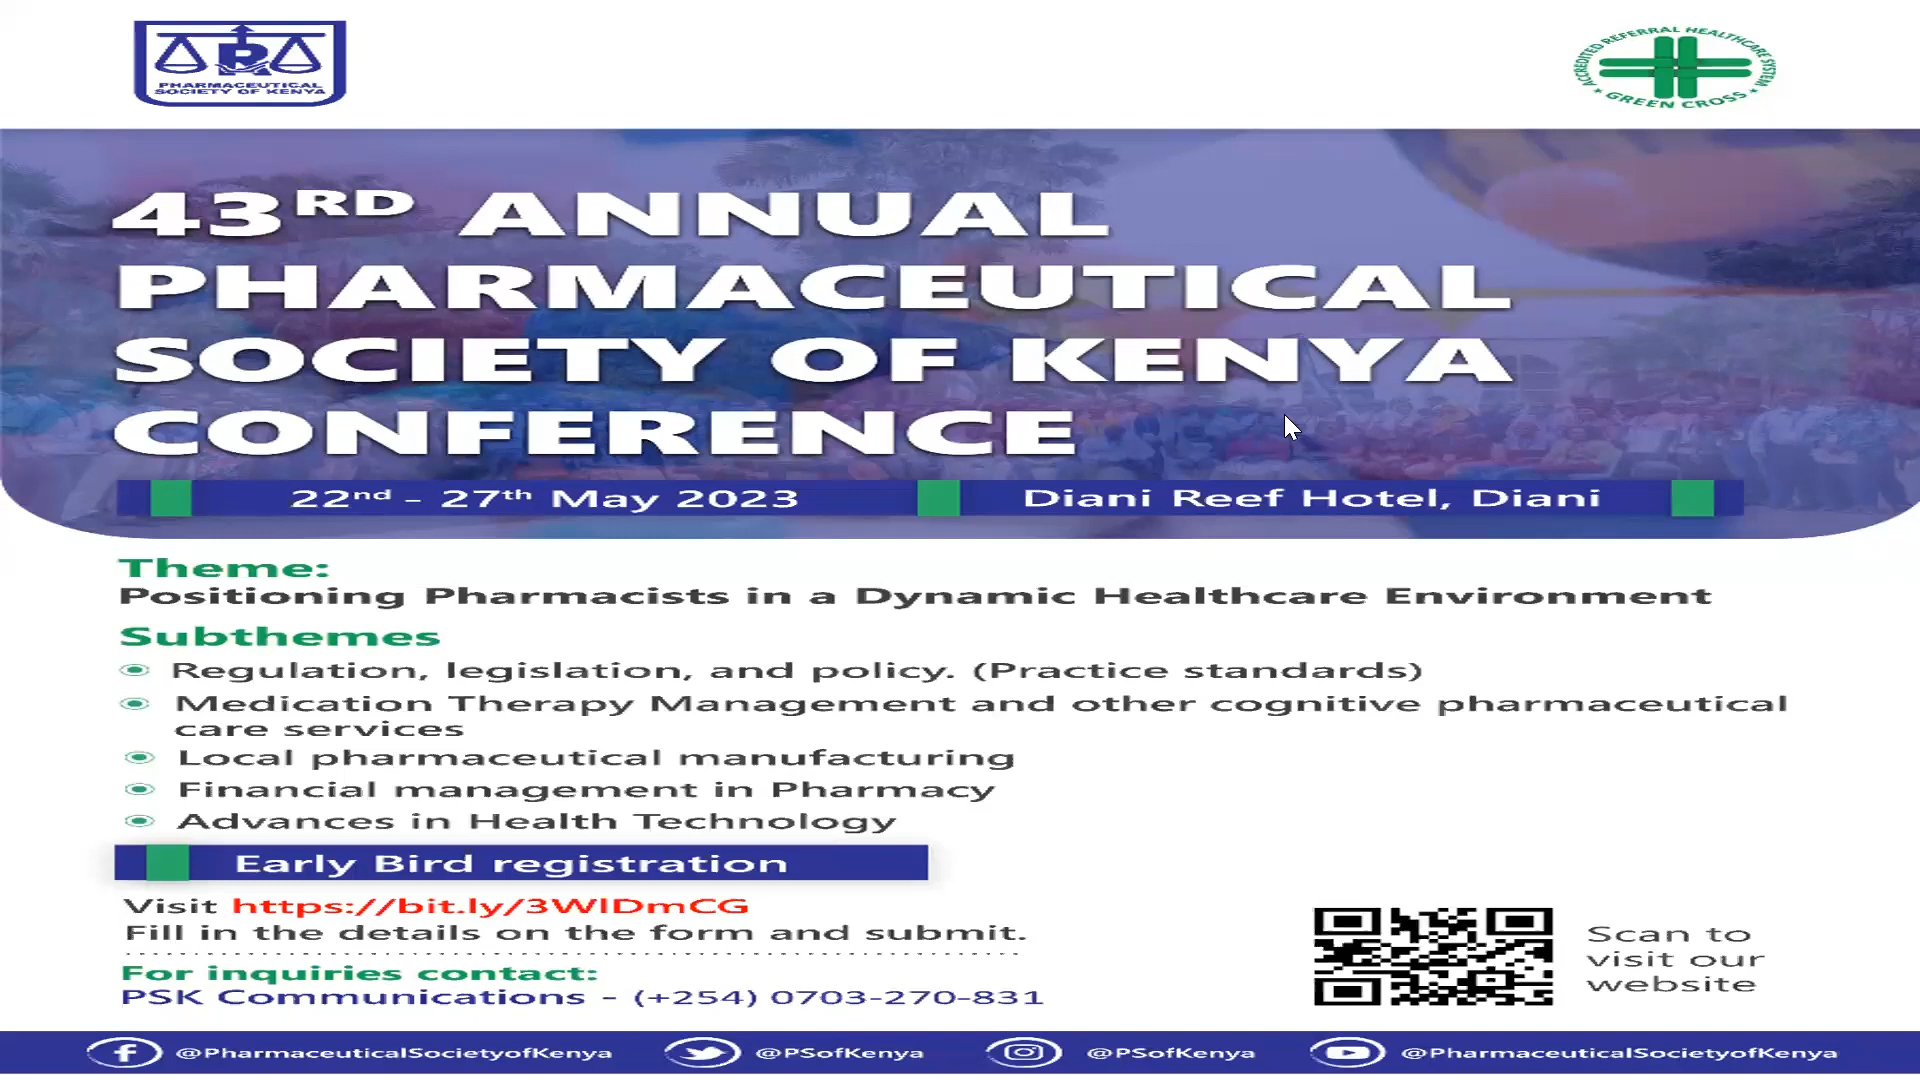 PHARMACEUTICAL
SOCIETY OF KENYA
ACCREDITED REFERRAL HEALTHCARE SYSTEM
GREEN CROSS
43RD ANNUAL
PHARMACEUTICAL
SOCIETY OF KENYA
CONFERENCE
22nd - 27th May 2023
Diani Reef Hotel, Diani
Theme:
Positioning Pharmacists in a Dynamic Healthcare Environment
Subthemes
Regulation, legislation, and policy. (Practice standards)
Medication Therapy Management and other cognitive pharmaceutical
care services
Local pharmaceutical manufacturing
Financial management in Pharmacy
Advances in Health Technology
Early Bird registration
Visit https://bit.ly/3WlDmCG
Fill in the details on the form and submit.
For inquiries contact:
PSK Communications - (+254) 0703-270-831
Scan to
visit our
website
@PharmaceuticalSocietyofKenya
@PSofKenya
@PSofKenya
@PharmaceuticalSocietyofKenya